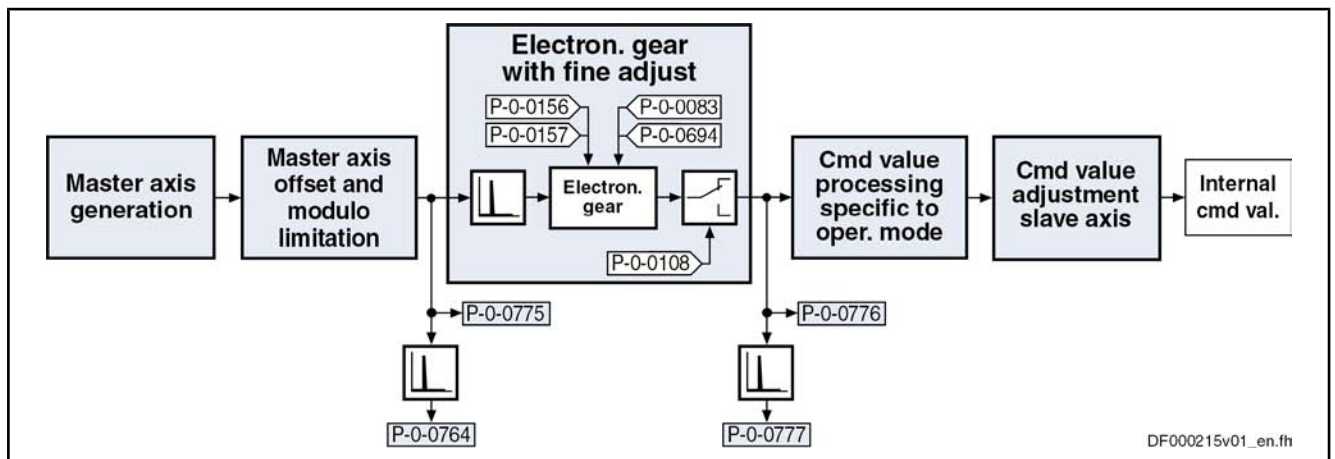 Electron. gear
with fine adjust
P-0-0156
P-0-0157
P-0-0083
P-0-0694
Master axis
generation
Master axis
offset and
modulo
limitation
Electron.
gear
P-0-0108
Cmd value
processing
specific to
oper. mode
Cmd value
adjustment
slave axis
Internal
cmd val.
P-0-0775
P-0-0776
P-0-0764
P-0-0777
DF000215v01_en.fh